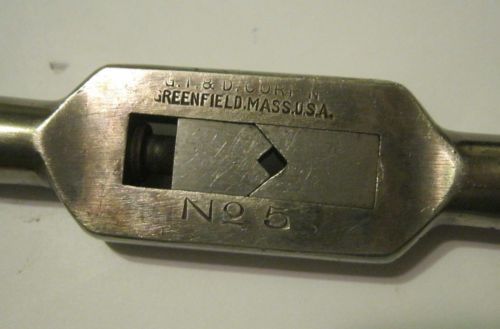 G.T.& D. CORP'N
GREENFIELD.MASS.U.S.A.
No 5